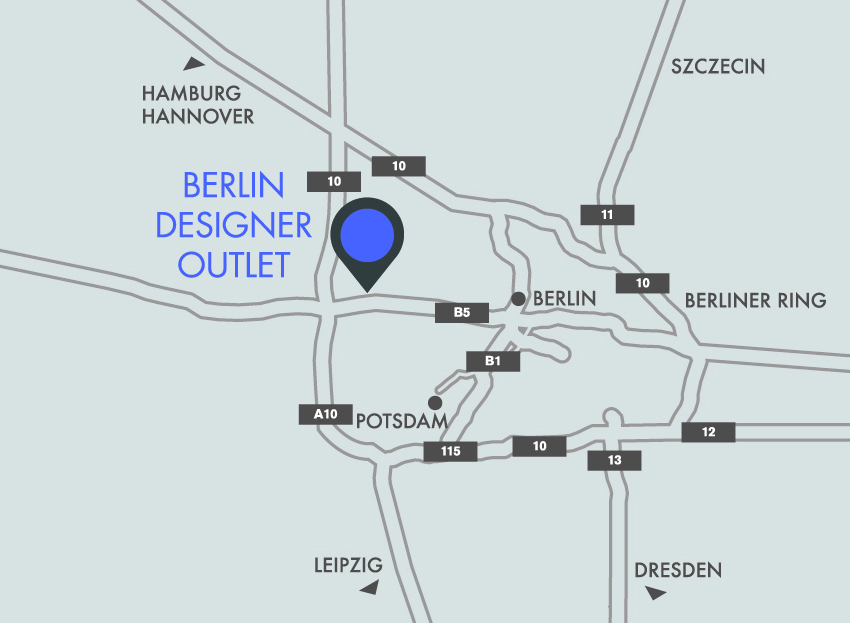 SZCZECIN
HAMBURG
HANNOVER
10
10
BERLIN
DESIGNER
OUTLET
11
10
BERLIN
BERLINER RING
B5
B1
A10
POTSDAM
12
10
115
13
LEIPZIG
DRESDEN